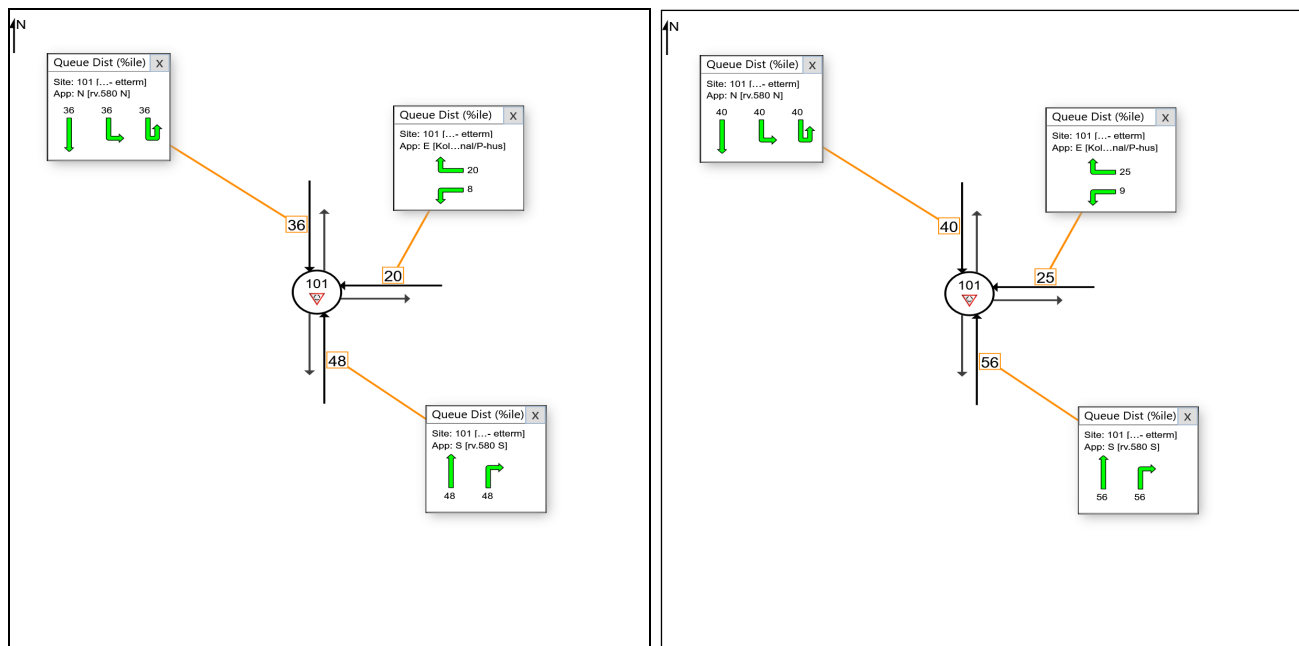 N
Queue Dist (%ile) X
Site: 101 [...- etterm]
App: N [rv.580 N]
36 36 36
Queue Dist (%ile) X
Site: 101 [...- etterm]
App: E [Kol...nal/P-hus]
20
8
36
20
101
48
Queue Dist (%ile) X
Site: 101 [...- etterm]
App: S [rv.580 S]
48 48
N
Queue Dist (%ile) X
Site: 101 [...- etterm]
App: N [rv.580 N]
40 40 40
Queue Dist (%ile) X
Site: 101 [...- etterm]
App: E [Kol...nal/P-hus]
25
9
40
25
101
56
Queue Dist (%ile) X
Site: 101 [...- etterm]
App: S [rv.580 S]
56 56